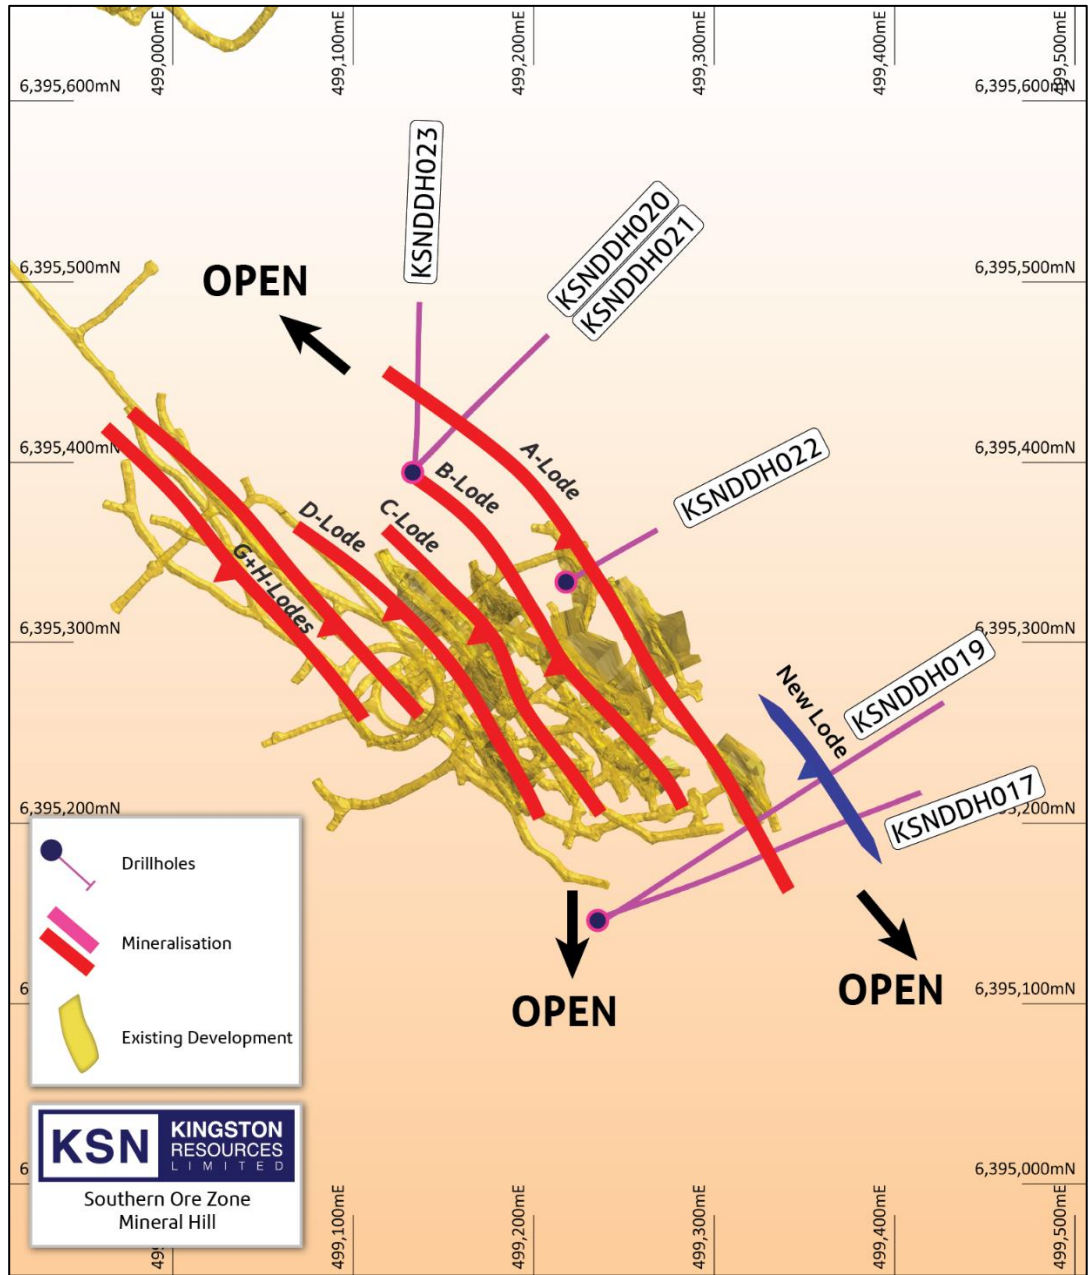 499,000mE
499,100mE
499,200mE
499,300mE
499,400mE
499,500mE
6,395,600mN
6,395,600mN
KSNDDH023
KSNDDH020
KSNDDH021
6,395,500mN
6,395,500mN
OPEN
6,395,400mN
6,395,400mN
A-Lode
B-Lode
KSNDDH022
D-Lode
C-Lode
G+H-Lodes
6,395,300mN
6,395,300mN
New Lode
KSNDDH019
6,395,200mN
6,395,200mN
KSNDDH017
Drillholes
Mineralisation
Existing Development
OPEN
OPEN
6,395,100mN
6,395,000mN
KSN
KINGSTON
RESOURCES
LIMITED
Southern Ore Zone
Mineral Hill
499,100mE
499,200mE
499,300mE
499,400mE
499,500mE